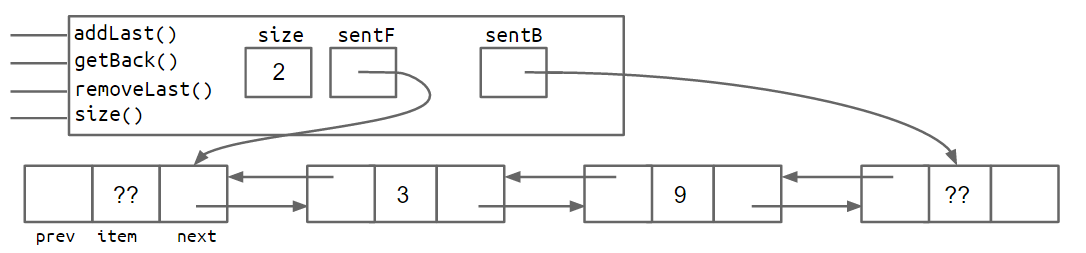 addLast()
size sentF sentB
getBack()
2
removeLast()
size()
?? 3 9 ??
prev item next